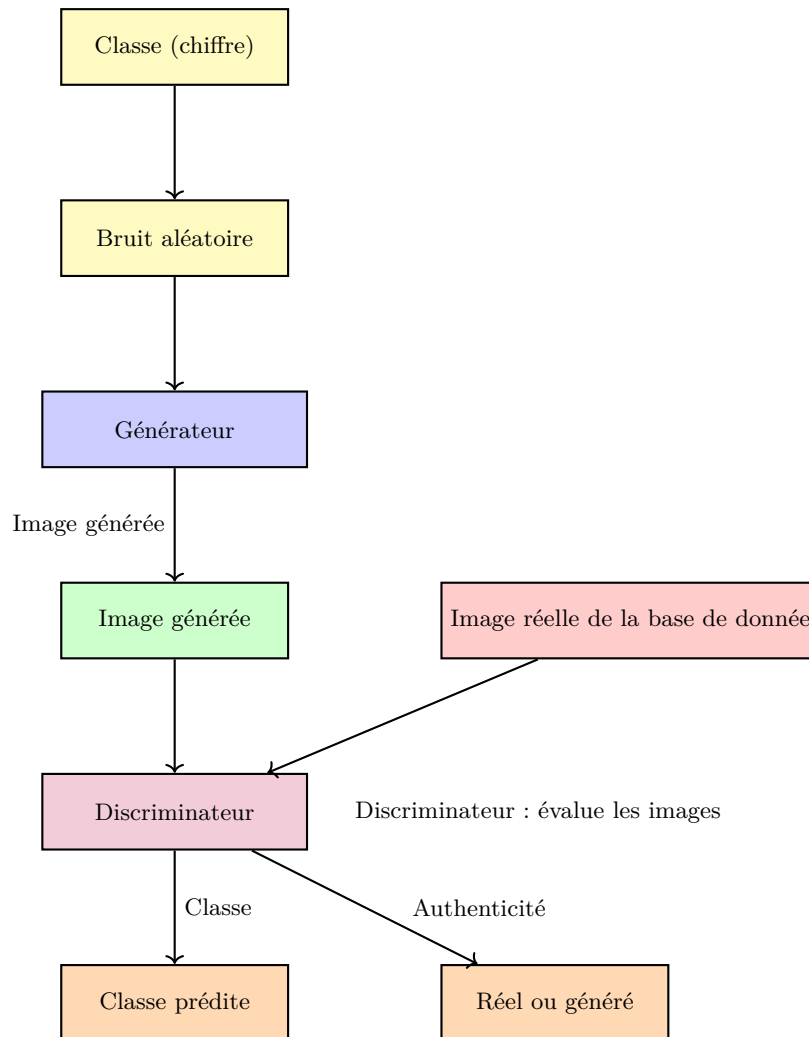 Classe (chiffre)
Bruit aléatoire
Générateur
Image générée
Image générée
Image réelle de la base de donnée
Discriminateur
Discriminateur : évalue les images
Classe
Authenticité
Classe prédite
Réel ou généré